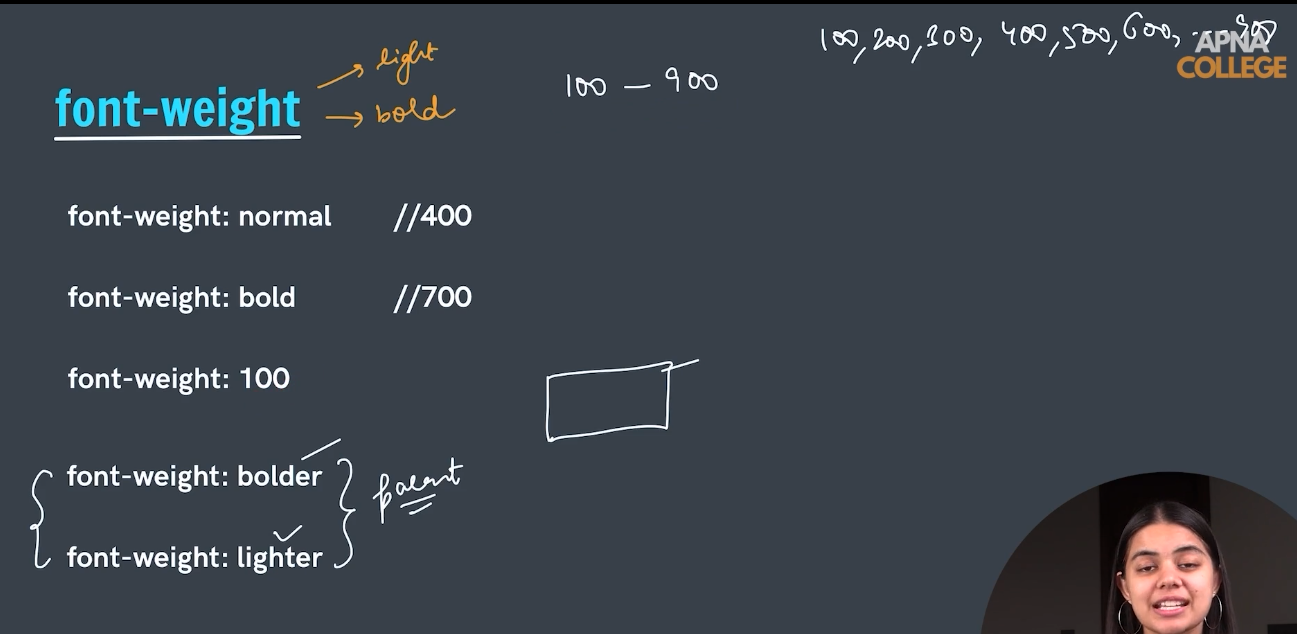 100,200,300, 400,500,600, ... 900
APNA
COLLEGE
light
100 - 900
font-weight
bold
font-weight: normal //400
font-weight: bold //700
font-weight: 100
font-weight: bolder
parent
font-weight: lighter